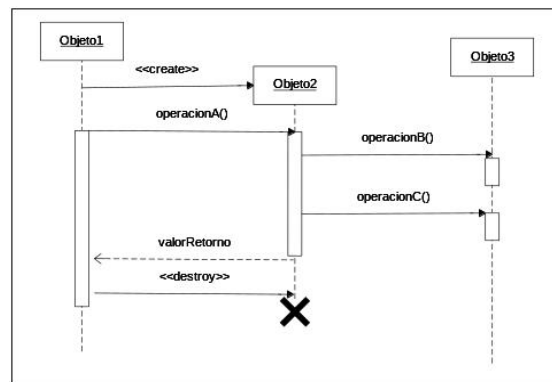 Objeto1
Objeto3
<<create>>
Objeto2
operacionA()
operacionB()
operacionC()
valorRetorno
<<destroy>>